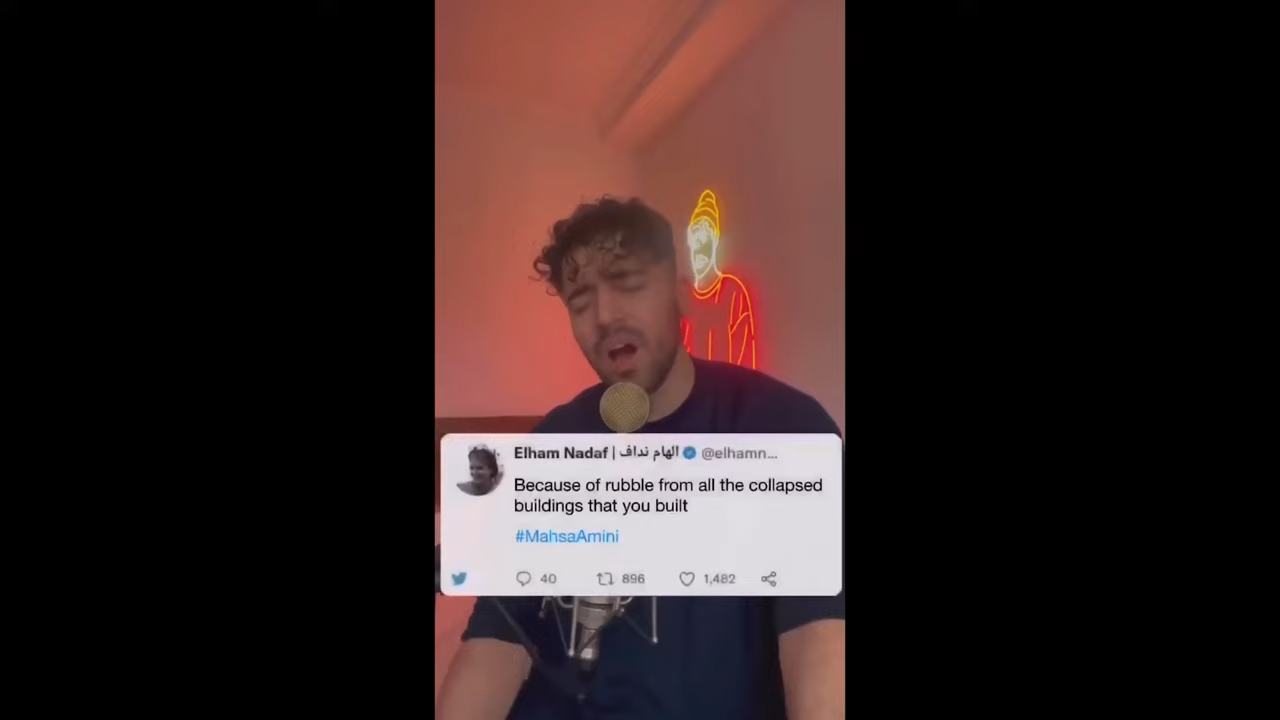 Elham Nadaf | الهام نداف @elhamn...
Because of rubble from all the collapsed
buildings that you built
#MahsaAmini
40 896 1,482